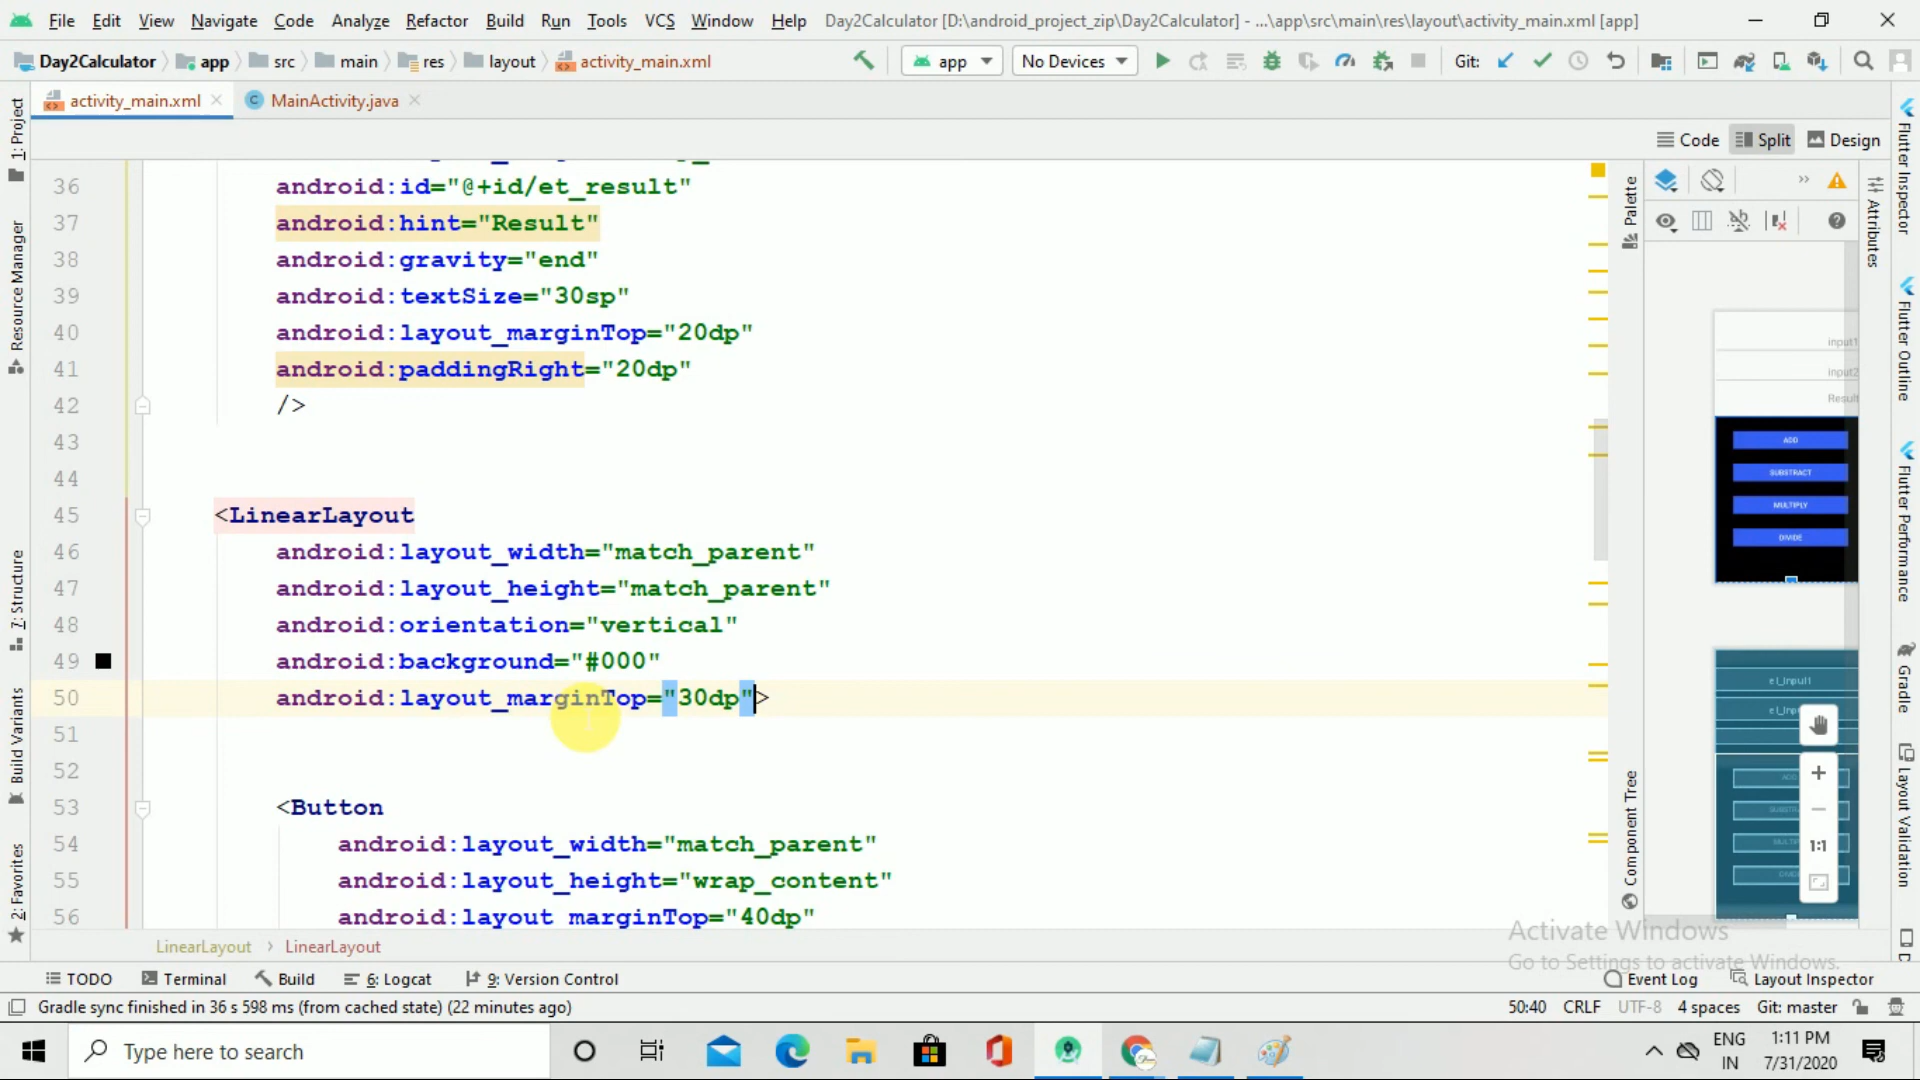 File Edit View Navigate Code Analyze Refactor Build Run Tools VCS Window Help Day2Calculator [D:\android_project_zip\Day2Calculator] - ...\app\src\main\res\layout\activity_main.xml [app]
Day2Calculator app src main res layout activity_main.xml app No Devices Git:
activity_main.xml MainActivity.java
Code Split Design
36 android:id="@+id/et_result"
37 android:hint="Result"
38 android:gravity="end"
39 android:textSize="30sp"
40 android:layout_marginTop="20dp"
41 android:paddingRight="20dp"
42 />
43
44
45 <LinearLayout
46 android:layout_width="match_parent"
47 android:layout_height="match_parent"
48 android:orientation="vertical"
49 android:background="#000"
50 android:layout_marginTop="30dp">
51
52
53 <Button
54 android:layout_width="match_parent"
55 android:layout_height="wrap_content"
56 android:layout_marginTop="40dp"
1: Project
Resource Manager
7: Structure
Build Variants
2: Favorites
Palette
Component Tree
Attributes
input1
input2
Result
ADD
SUBSTRACT
MULTIPLY
DIVIDE
1:1
Flutter Inspector
Flutter Outline
Flutter Performance
Gradle
Layout Validation
LinearLayout LinearLayout
Activate Windows
Go to Settings to activate Windows.
TODO Terminal Build 6: Logcat 9: Version Control Event Log Layout Inspector
Gradle sync finished in 36 s 598 ms (from cached state) (22 minutes ago) 50:40 CRLF UTF-8 4 spaces Git: master
Type here to search
ENG
IN
1:11 PM
7/31/2020